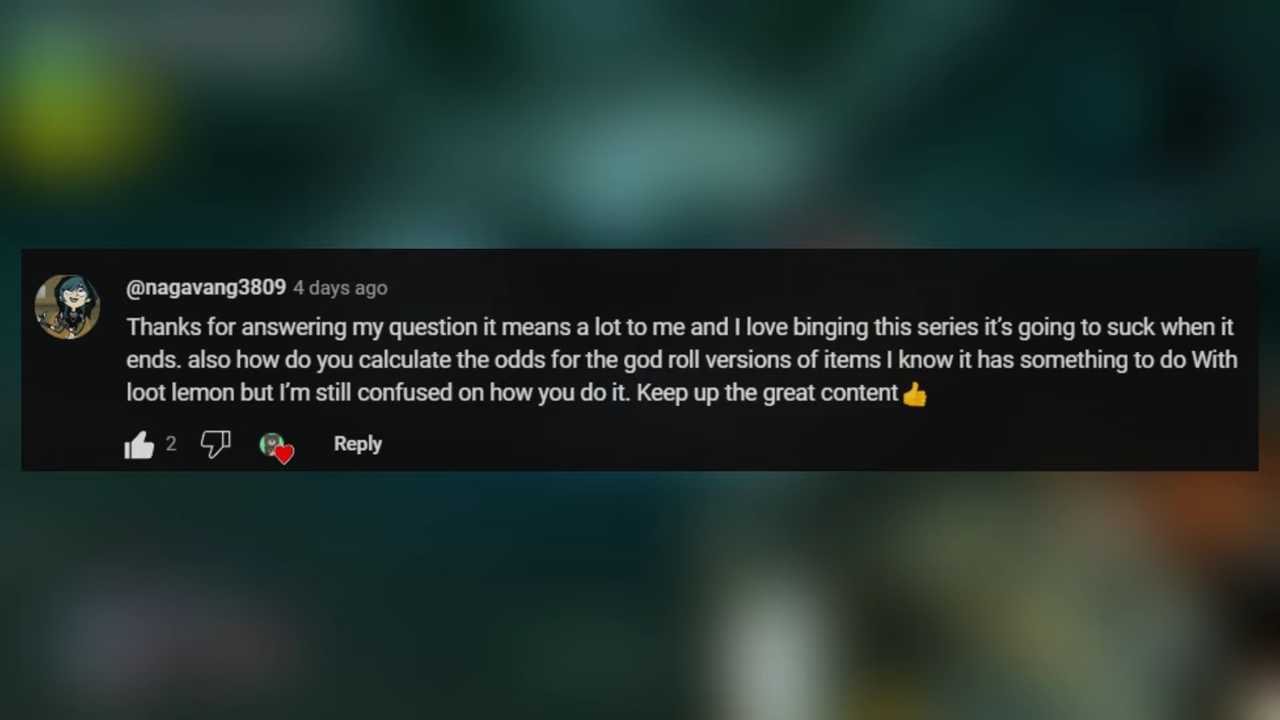 @nagavang3809 4 days ago
Thanks for answering my question it means a lot to me and I love binging this series it’s going to suck when it
ends. also how do you calculate the odds for the god roll versions of items I know it has something to do With
loot lemon but I’m still confused on how you do it. Keep up the great content👍
2 Reply